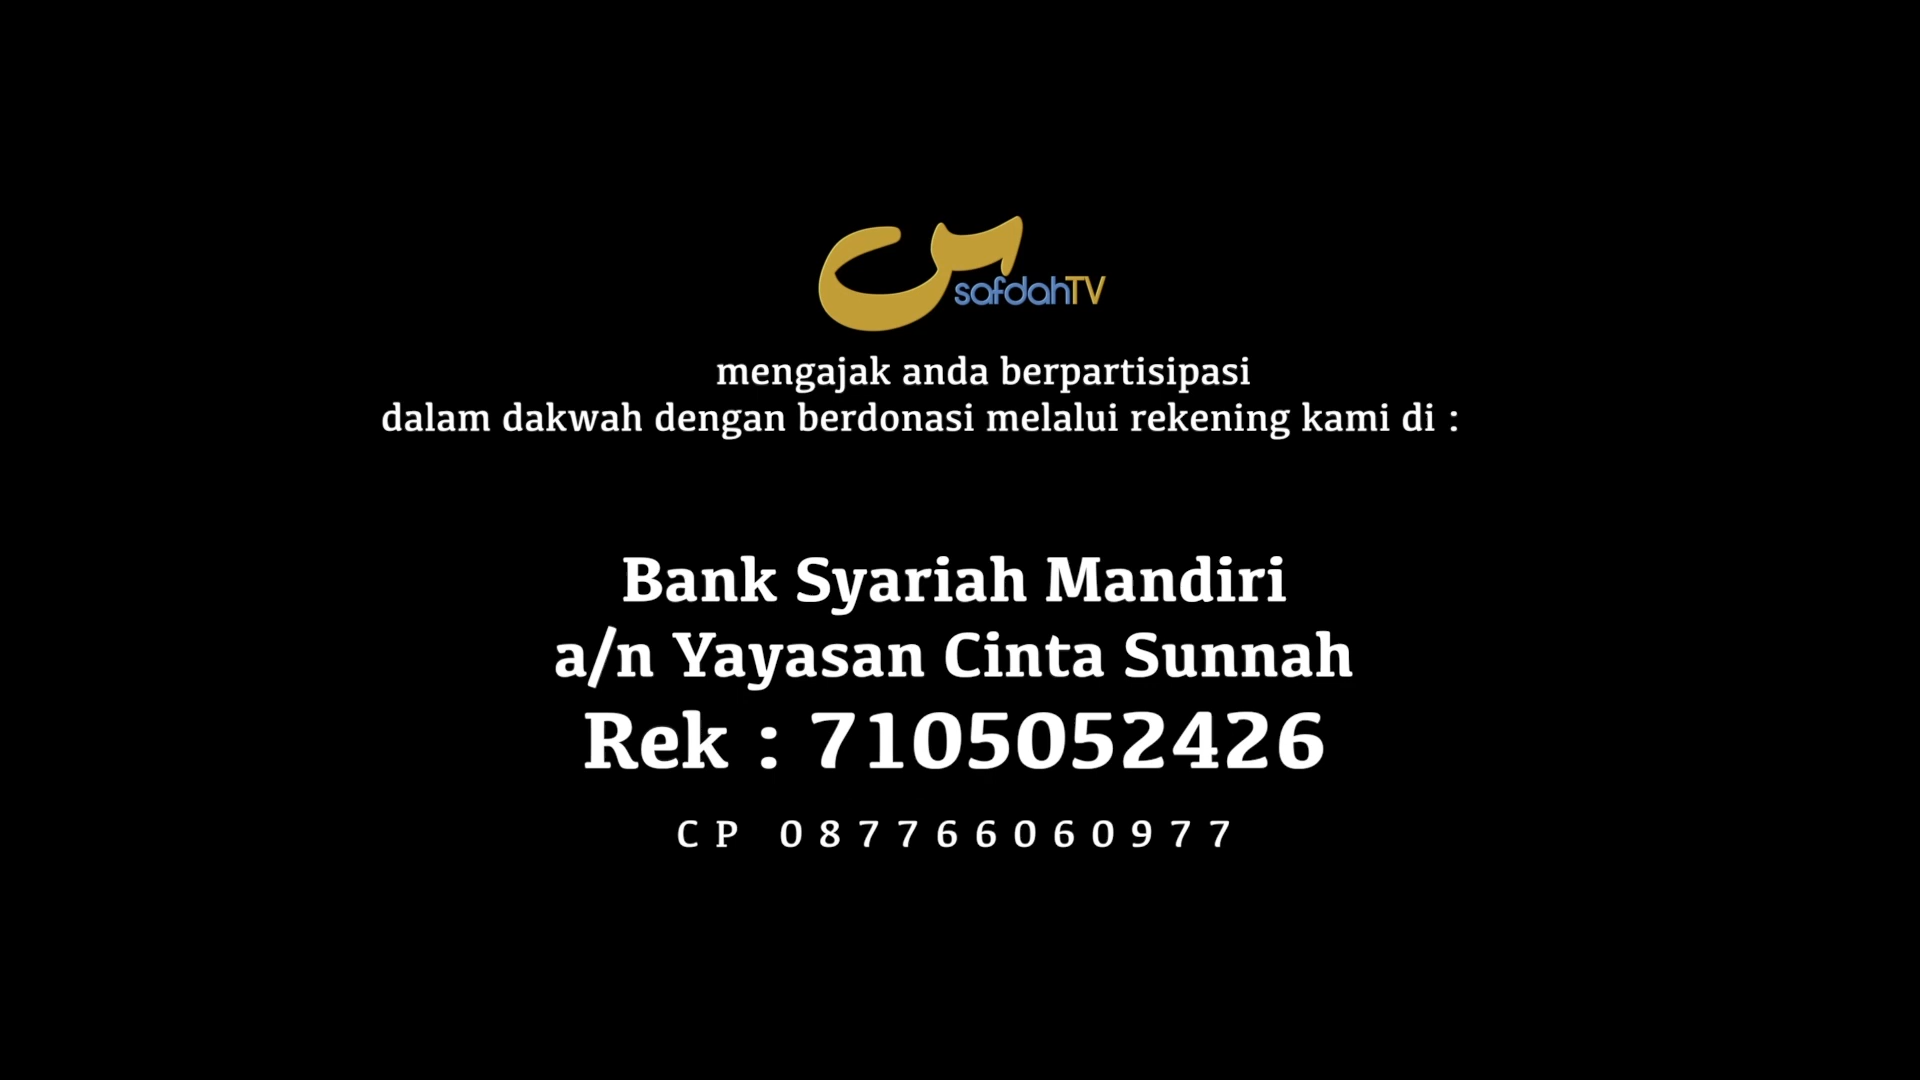 safdahTV
mengajak anda berpartisipasi
dalam dakwah dengan berdonasi melalui rekening kami di :
Bank Syariah Mandiri
a/n Yayasan Cinta Sunnah
Rek : 7105052426
CP 087766060977